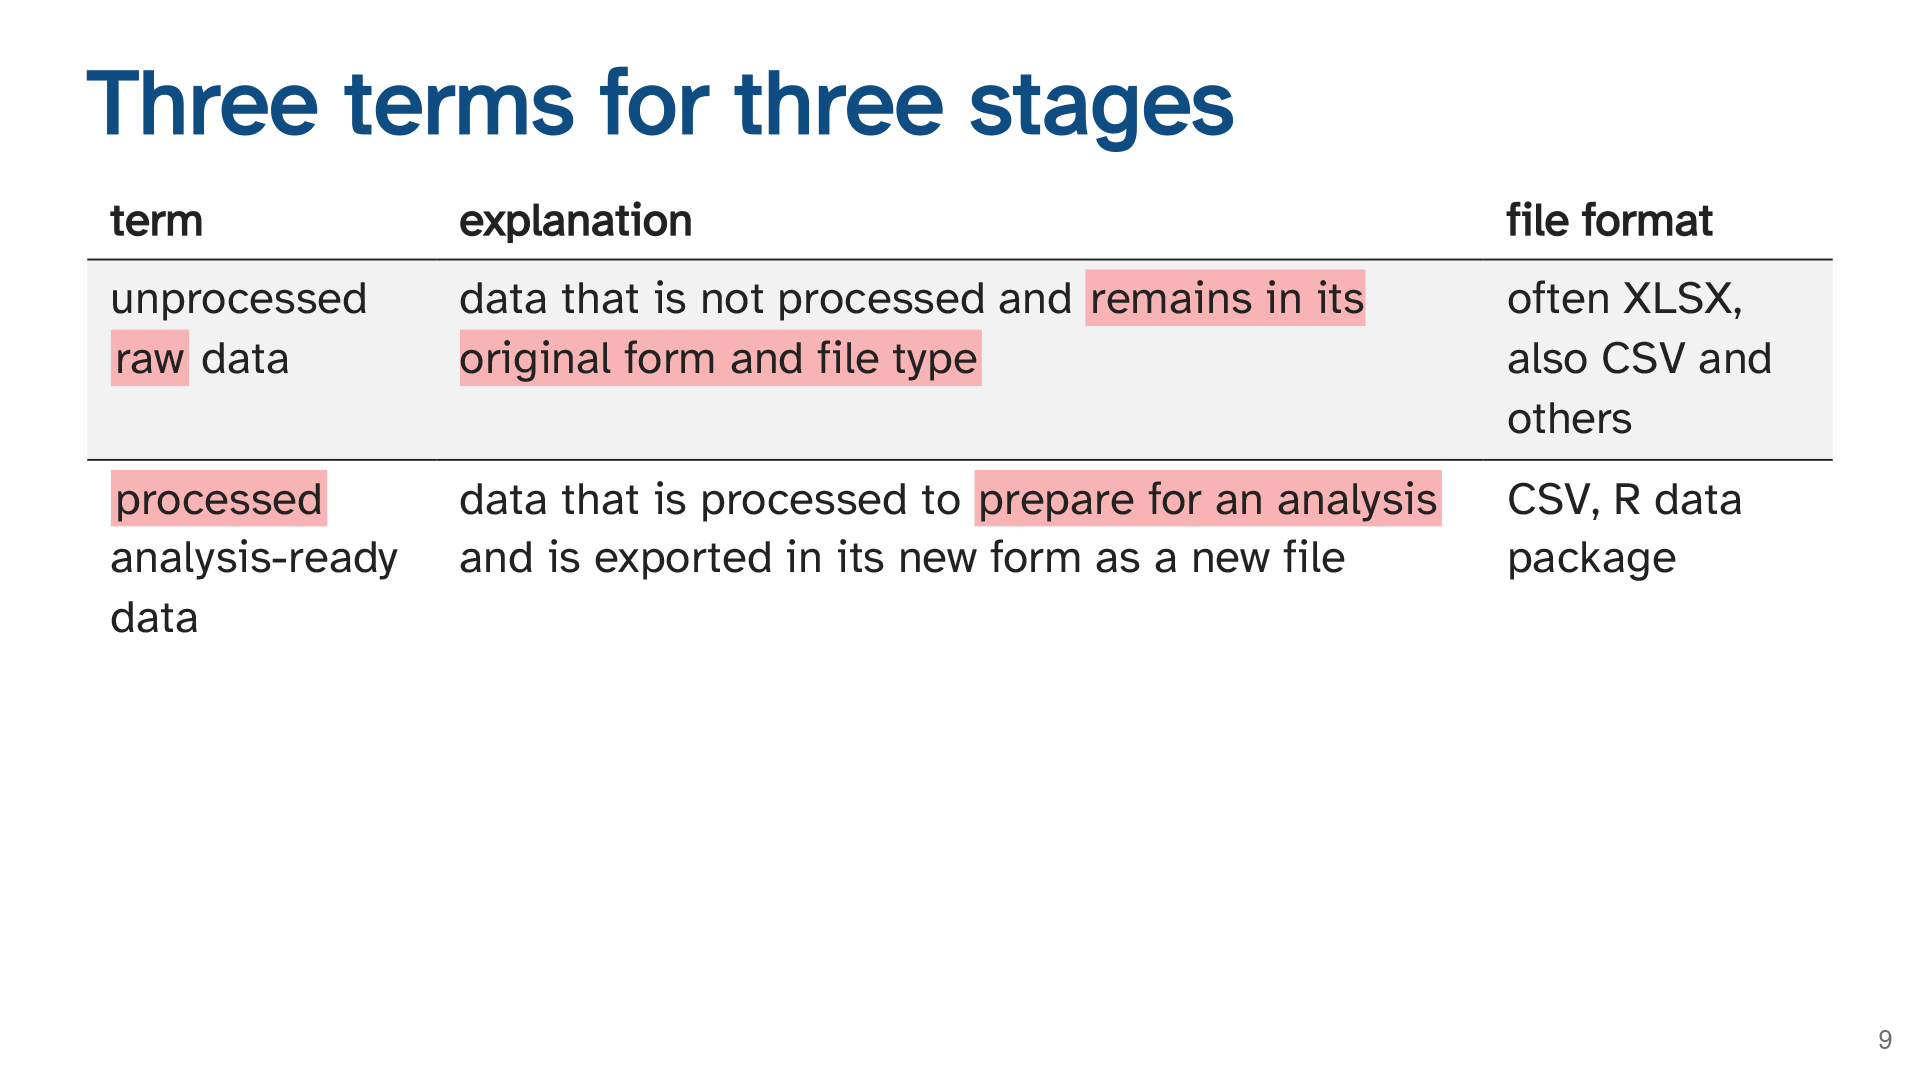 Three terms for three stages
term explanation file format
unprocessed data that is not processed and remains in its often XLSX,
raw data original form and file type also CSV and
others
processed data that is processed to prepare for an analysis CSV, R data
analysis-ready and is exported in its new form as a new file package
data
9